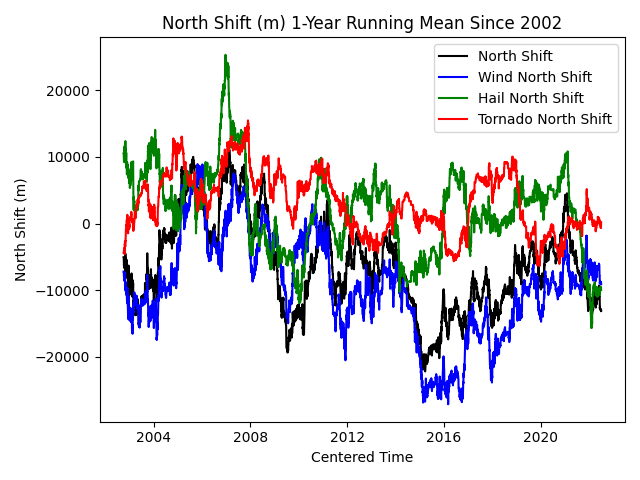 North Shift (m) 1-Year Running Mean Since 2002
North Shift
Wind North Shift
Hail North Shift
Tornado North Shift
North Shift (m)
20000
10000
0
−10000
−20000
2004
2008
2012
2016
2020
Centered Time